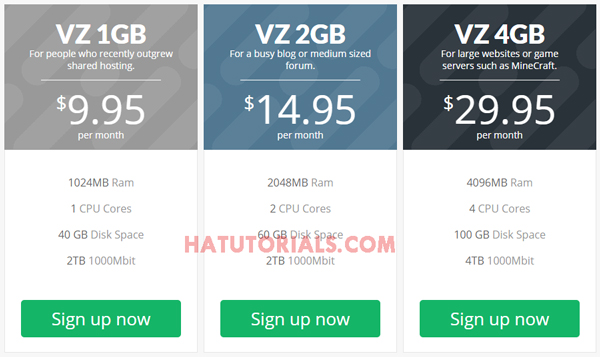 VZ 1GB
For people who recently outgrew
shared hosting.
$9.95
per month
1024MB Ram
1 CPU Cores
40 GB Disk Space
2TB 1000Mbit
Sign up now
VZ 2GB
For a busy blog or medium sized
forum.
$14.95
per month
2048MB Ram
2 CPU Cores
60 GB Disk Space
2TB 1000Mbit
Sign up now
VZ 4GB
For large websites or game
servers such as MineCraft.
$29.95
per month
4096MB Ram
4 CPU Cores
100 GB Disk Space
4TB 1000Mbit
Sign up now
HATUTORIALS.COM